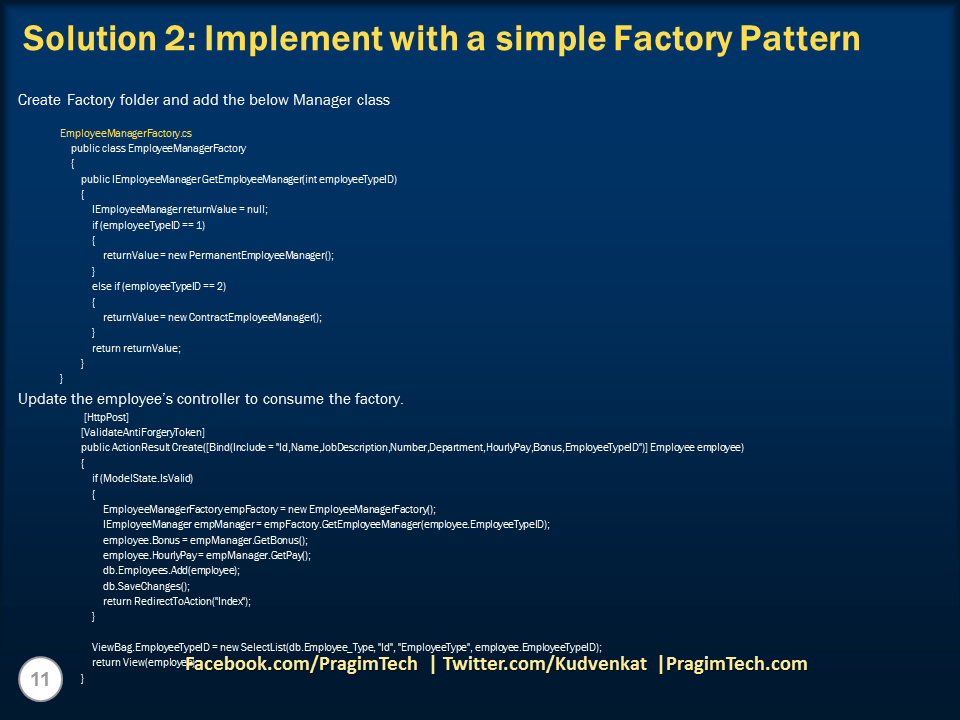 Solution 2: Implement with a simple Factory Pattern
Create Factory folder and add the below Manager class
EmployeeManagerFactory.cs
public class EmployeeManagerFactory
{
public IEmployeeManager GetEmployeeManager(int employeeTypeID)
{
IEmployeeManager returnValue = null;
if (employeeTypeID == 1)
{
returnValue = new PermanentEmployeeManager();
}
else if (employeeTypeID == 2)
{
returnValue = new ContractEmployeeManager();
}
return returnValue;
}
}
Update the employee’s controller to consume the factory.
[HttpPost]
[ValidateAntiForgeryToken]
public ActionResult Create([Bind(Include = "Id,Name,JobDescription,Number,Department,HourlyPay,Bonus,EmployeeTypeID")] Employee employee)
{
if (ModelState.IsValid)
{
EmployeeManagerFactory empFactory = new EmployeeManagerFactory();
IEmployeeManager empManager = empFactory.GetEmployeeManager(employee.EmployeeTypeID);
employee.Bonus = empManager.GetBonus();
employee.HourlyPay = empManager.GetPay();
db.Employees.Add(employee);
db.SaveChanges();
return RedirectToAction("Index");
}
ViewBag.EmployeeTypeID = new SelectList(db.Employee_Type, "Id", "EmployeeType", employee.EmployeeTypeID);
return View(employee);
}
Facebook.com/PragimTech | Twitter.com/Kudvenkat |PragimTech.com
11